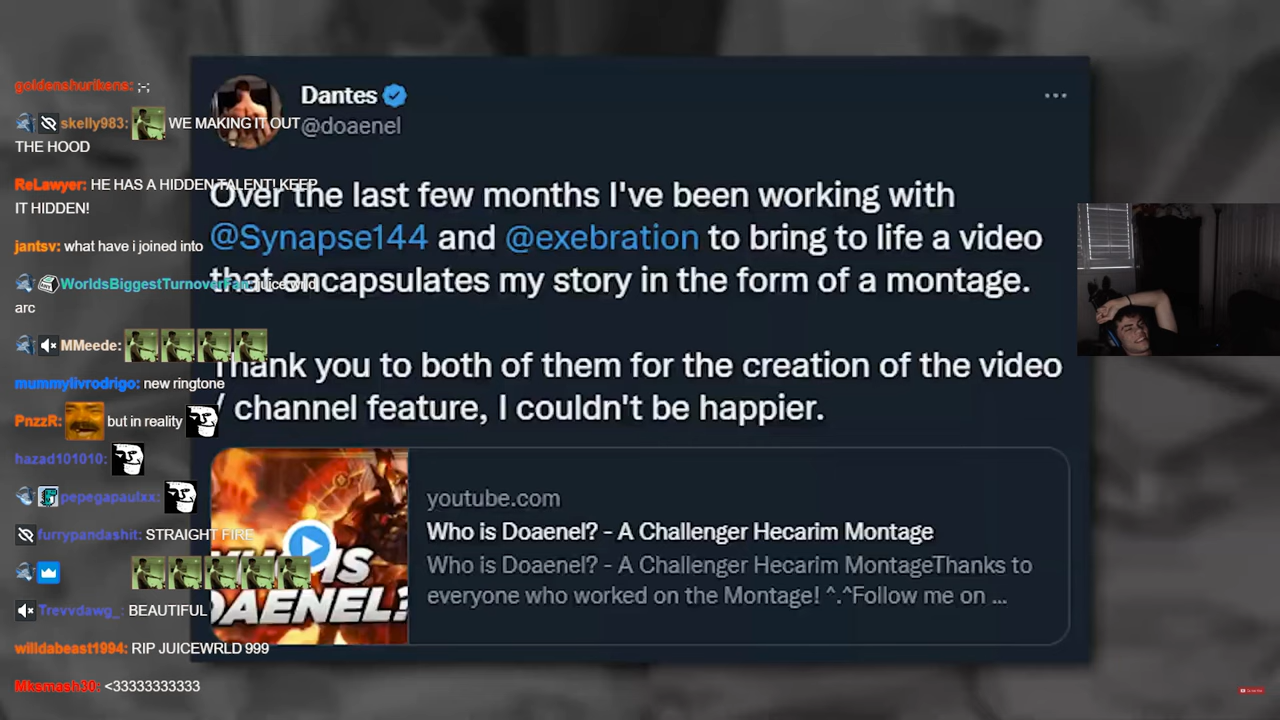 goldenshurikens: ;-;
skelly983: WE MAKING IT OUT
THE HOOD
ReLawyer: HE HAS A HIDDEN TALENT! KEEP
IT HIDDEN!
jantsv: what have i joined into
WorldsBiggestTurnoverFan: juice wrld
arc
MMeede:
mummylivrodrigo: new ringtone
PnzzR: but in reality
hazad101010:
pepegapaulxx:
furrypandashit: STRAIGHT FIRE
Trevvdawg_: BEAUTIFUL
willdabeast1994: RIP JUICEWRLD 999
Mksmash30: <33333333333
Dantes
@doaenel
Over the last few months I've been working with
@Synapse144 and @exebration to bring to life a video
that encapsulates my story in the form of a montage.
Thank you to both of them for the creation of the video
/ channel feature, I couldn't be happier.
WHO IS
DOAENEL?
youtube.com
Who is Doaenel? - A Challenger Hecarim Montage
Who is Doaenel? - A Challenger Hecarim MontageThanks to
everyone who worked on the Montage! ^.^Follow me on ...